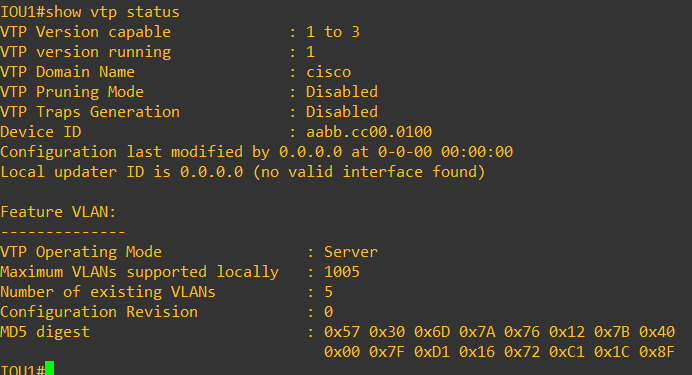 IOU1#show vtp status
VTP Version capable             : 1 to 3
VTP version running             : 1
VTP Domain Name                 : cisco
VTP Pruning Mode                : Disabled
VTP Traps Generation            : Disabled
Device ID                       : aabb.cc00.0100
Configuration last modified by 0.0.0.0 at 0-0-00 00:00:00
Local updater ID is 0.0.0.0 (no valid interface found)

Feature VLAN:
--------------
VTP Operating Mode                : Server
Maximum VLANs supported locally   : 1005
Number of existing VLANs          : 5
Configuration Revision            : 0
MD5 digest                        : 0x57 0x30 0x6D 0x7A 0x76 0x12 0x7B 0x40
                                    0x00 0x7F 0xD1 0x16 0x72 0xC1 0x1C 0x8F
IOU1#